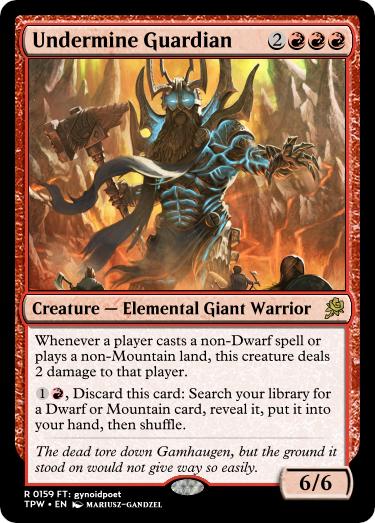 Undermine Guardian 2
Creature — Elemental Giant Warrior
Whenever a player casts a non-Dwarf spell or
plays a non-Mountain land, this creature deals
2 damage to that player.
1, Discard this card: Search your library for
a Dwarf or Mountain card, reveal it, put it into
your hand, then shuffle.
The dead tore down Gamhaugen, but the ground it
stood on would not give way so easily.
6/6
R 0159 FT: gynoidpoet
TPW • EN MARIUSZ-GANDZEL